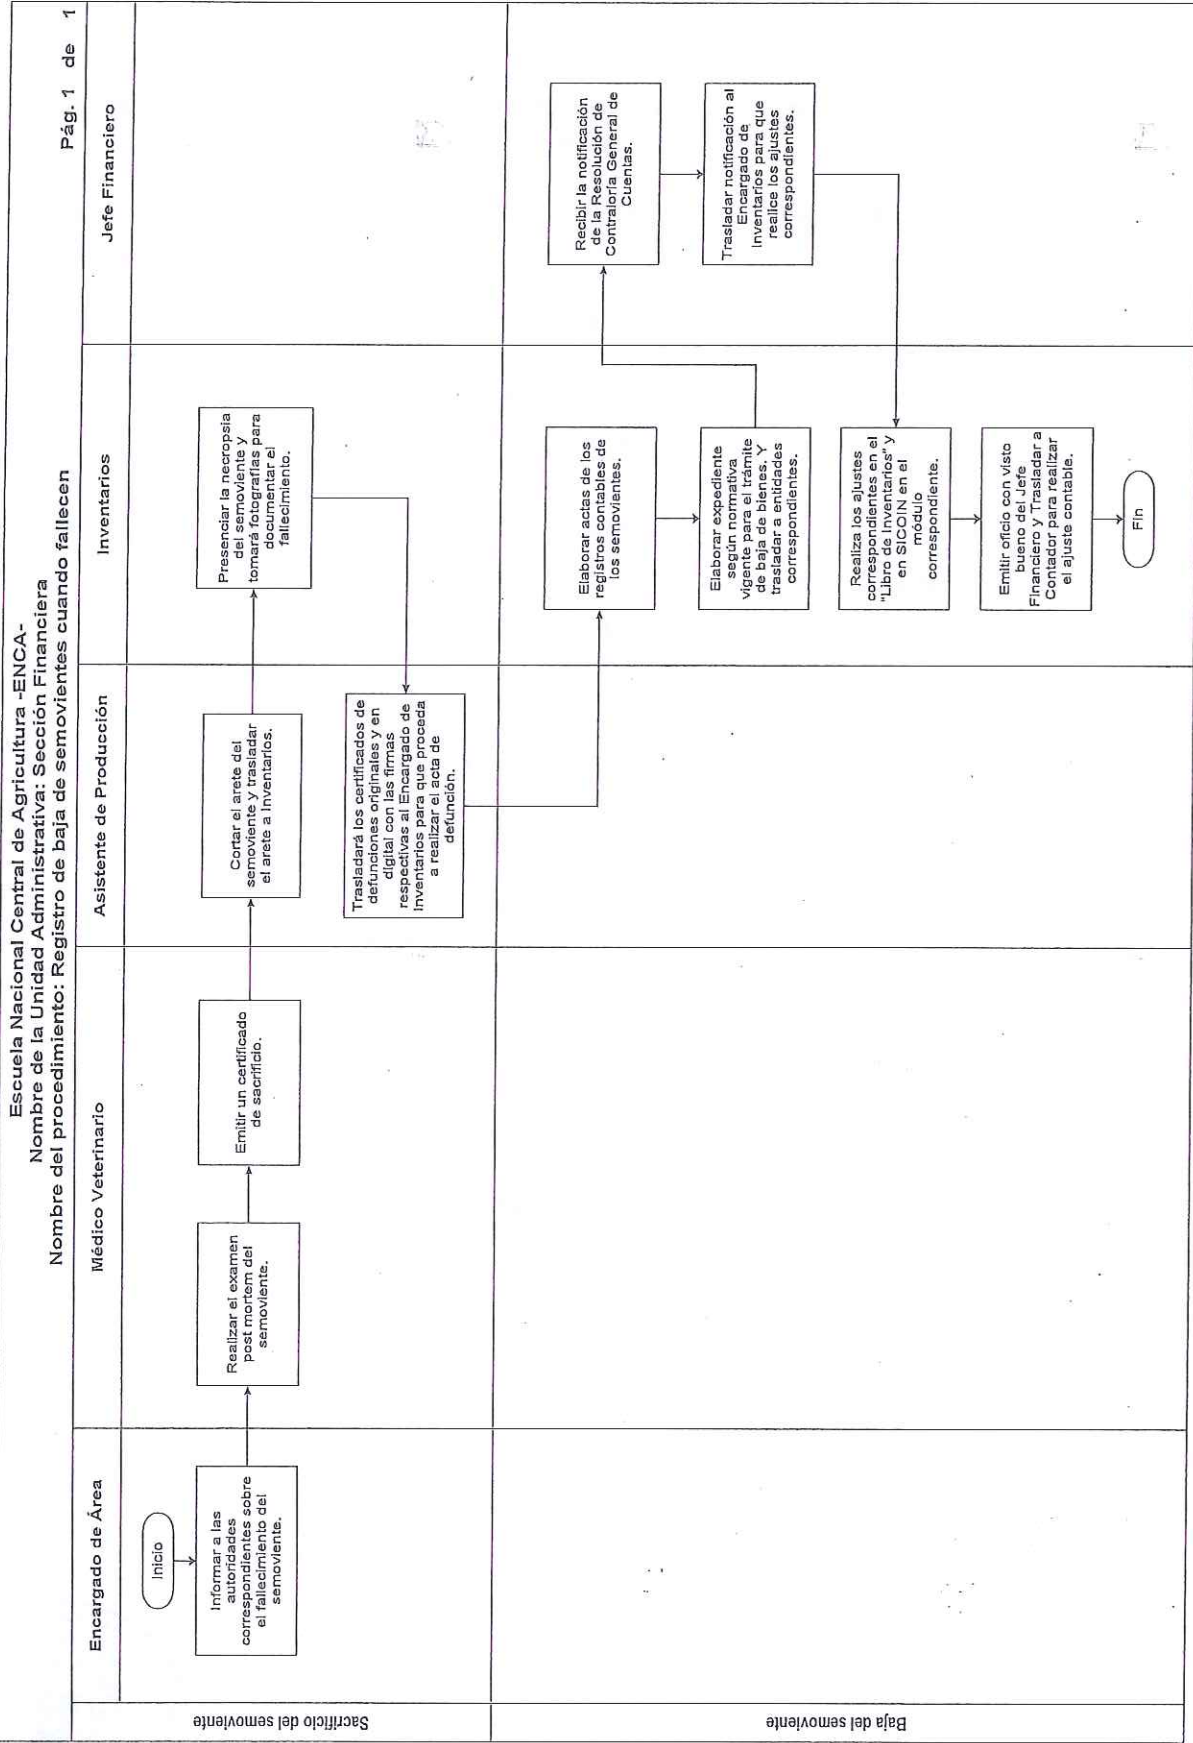 Escuela Nacional Central de Agricultura -ENCA-
Nombre de la Unidad Administrativa: Sección Financiera
Nombre del procedimiento: Registro de baja de semovientes cuando fallecen
Pág. 1 de 1
Encargado de Área
Médico Veterinario
Asistente de Producción
Inventarios
Jefe Financiero
Sacrificio del semoviente
Inicio
Informar a las
autoridades
correspondientes sobre
el fallecimiento del
semoviente.
Realizar el examen
post mortem del
semoviente.
Emitir un certificado
de sacrificio.
Cortar el arete del
semoviente y trasladar
el arete a Inventarios.
Presenciar la necropsia
del semoviente y
tomará fotografías para
documentar el
fallecimiento.
Trasladará los certificados de
defunciones originales y en
digital con las firmas
respectivas al Encargado de
Inventarios para que proceda
a realizar el acta de
defunción.
Baja del semoviente
Elaborar actas de los
registros contables de
los semovientes.
Elaborar expediente
según normativa
vigente para el trámite
de baja de bienes. Y
trasladar a entidades
correspondientes.
Recibir la notificación
de la Resolución de
Contraloría General de
Cuentas.
Trasladar notificación al
Encargado de
Inventarios para que
realice los ajustes
correspondientes.
Realiza los ajustes
correspondientes en el
"Libro de Inventarios" y
en SICOIN en el
módulo
correspondiente.
Emitir oficio con visto
bueno del Jefe
Financiero y Trasladar a
Contador para realizar
el ajuste contable.
Fin